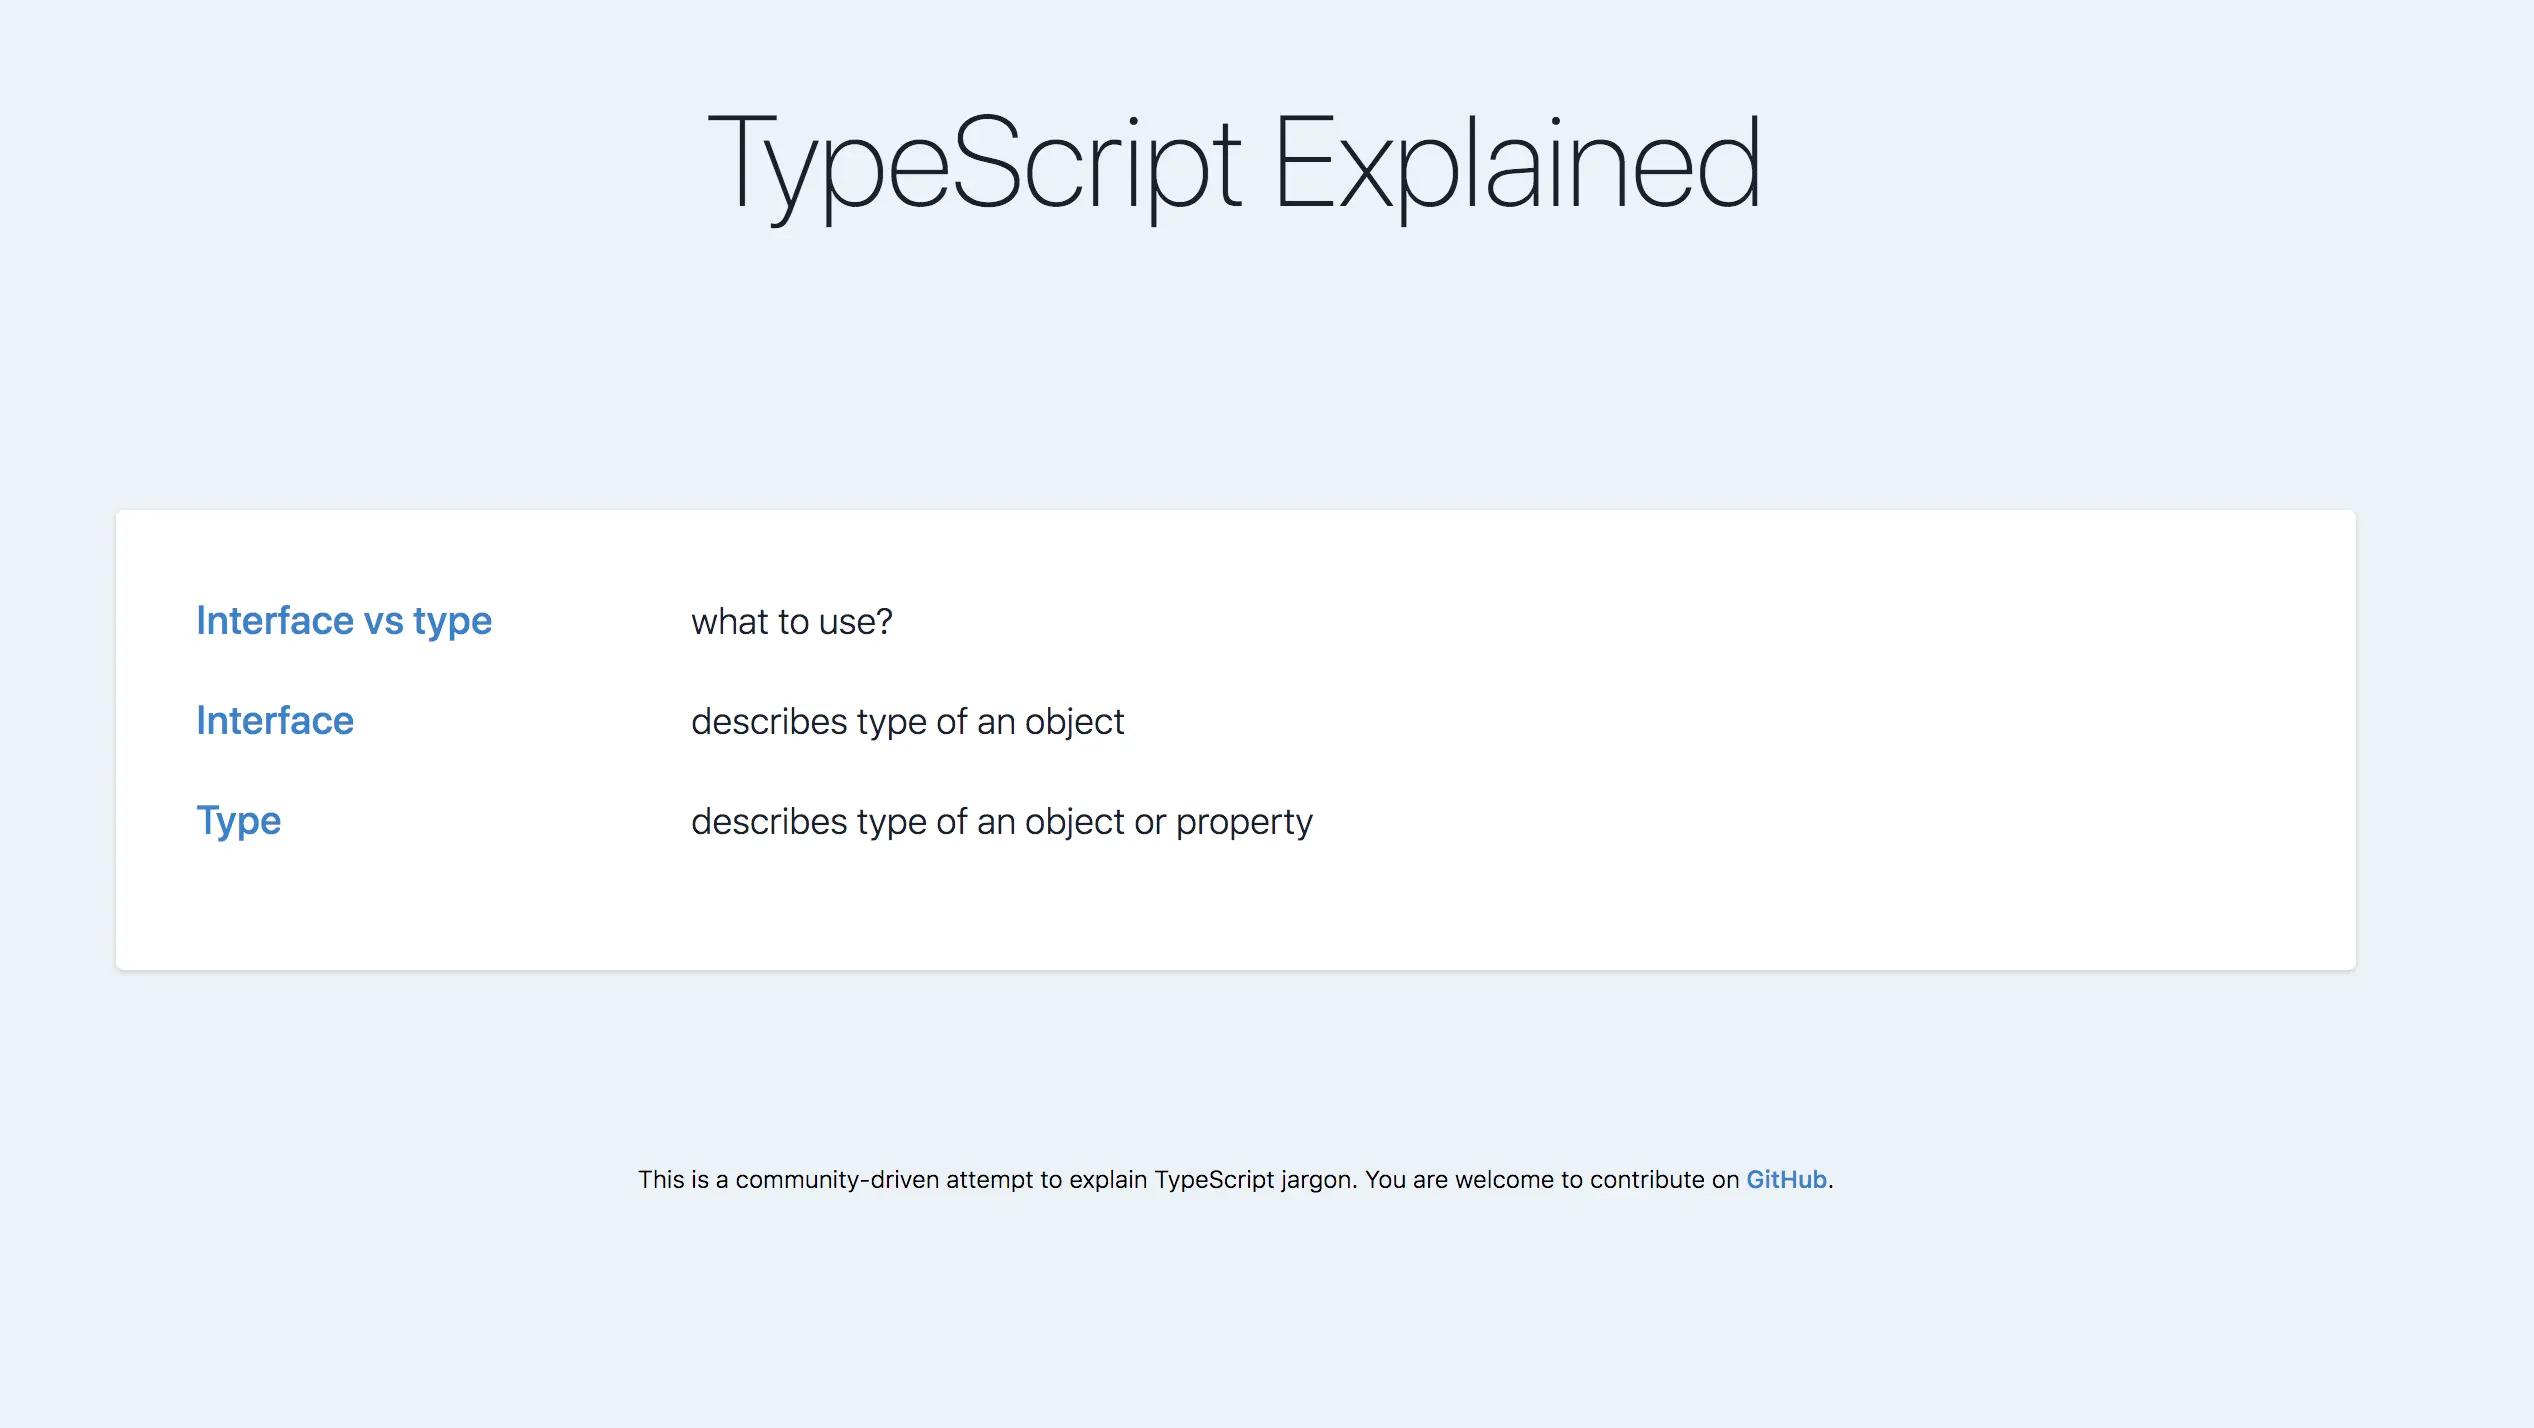 TypeScript Explained
Interface vs type what to use?
Interface describes type of an object
Type describes type of an object or property
This is a community-driven attempt to explain TypeScript jargon. You are welcome to contribute on GitHub.